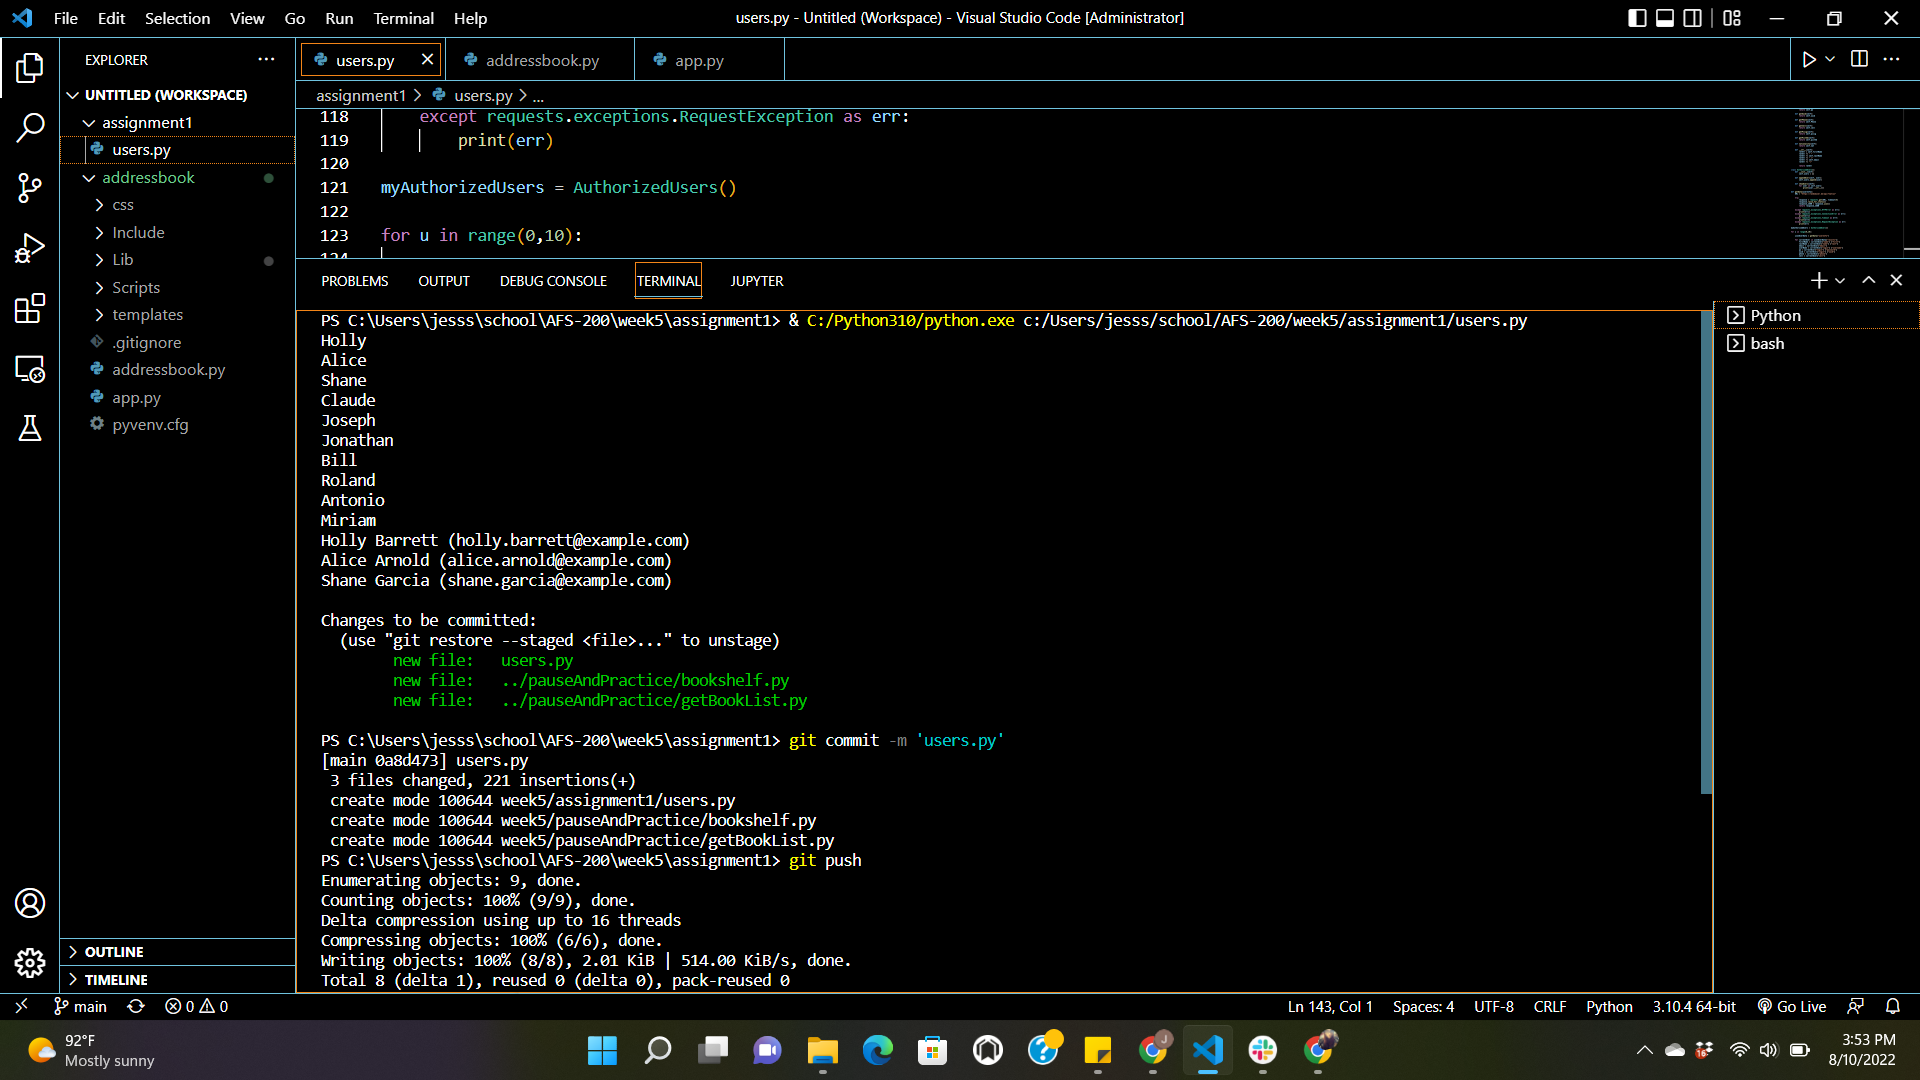 File Edit Selection View Go Run Terminal Help
users.py - Untitled (Workspace) - Visual Studio Code [Administrator]
EXPLORER
UNTITLED (WORKSPACE)
assignment1
users.py
addressbook
css
Include
Lib
Scripts
templates
.gitignore
addressbook.py
app.py
pyvenv.cfg
OUTLINE
TIMELINE
users.py
addressbook.py
app.py
assignment1 > users.py > ...
118 except requests.exceptions.RequestException as err:
119 print(err)
120
121 myAuthorizedUsers = AuthorizedUsers()
122
123 for u in range(0,10):
124
PROBLEMS OUTPUT DEBUG CONSOLE TERMINAL JUPYTER
PS C:\Users\jesss\school\AFS-200\week5\assignment1> & C:/Python310/python.exe c:/Users/jesss/school/AFS-200/week5/assignment1/users.py
Holly
Alice
Shane
Claude
Joseph
Jonathan
Bill
Roland
Antonio
Miriam
Holly Barrett (holly.barrett@example.com)
Alice Arnold (alice.arnold@example.com)
Shane Garcia (shane.garcia@example.com)
Changes to be committed:
(use "git restore --staged <file>..." to unstage)
new file: users.py
new file: ../pauseAndPractice/bookshelf.py
new file: ../pauseAndPractice/getBookList.py
PS C:\Users\jesss\school\AFS-200\week5\assignment1> git commit -m 'users.py'
[main 0a8d473] users.py
3 files changed, 221 insertions(+)
create mode 100644 week5/assignment1/users.py
create mode 100644 week5/pauseAndPractice/bookshelf.py
create mode 100644 week5/pauseAndPractice/getBookList.py
PS C:\Users\jesss\school\AFS-200\week5\assignment1> git push
Enumerating objects: 9, done.
Counting objects: 100% (9/9), done.
Delta compression using up to 16 threads
Compressing objects: 100% (6/6), done.
Writing objects: 100% (8/8), 2.01 KiB | 514.00 KiB/s, done.
Total 8 (delta 1), reused 0 (delta 0), pack-reused 0
Python
bash
main 0 0
Ln 143, Col 1 Spaces: 4 UTF-8 CRLF Python 3.10.4 64-bit Go Live
92°F
Mostly sunny
J
16
3:53 PM
8/10/2022